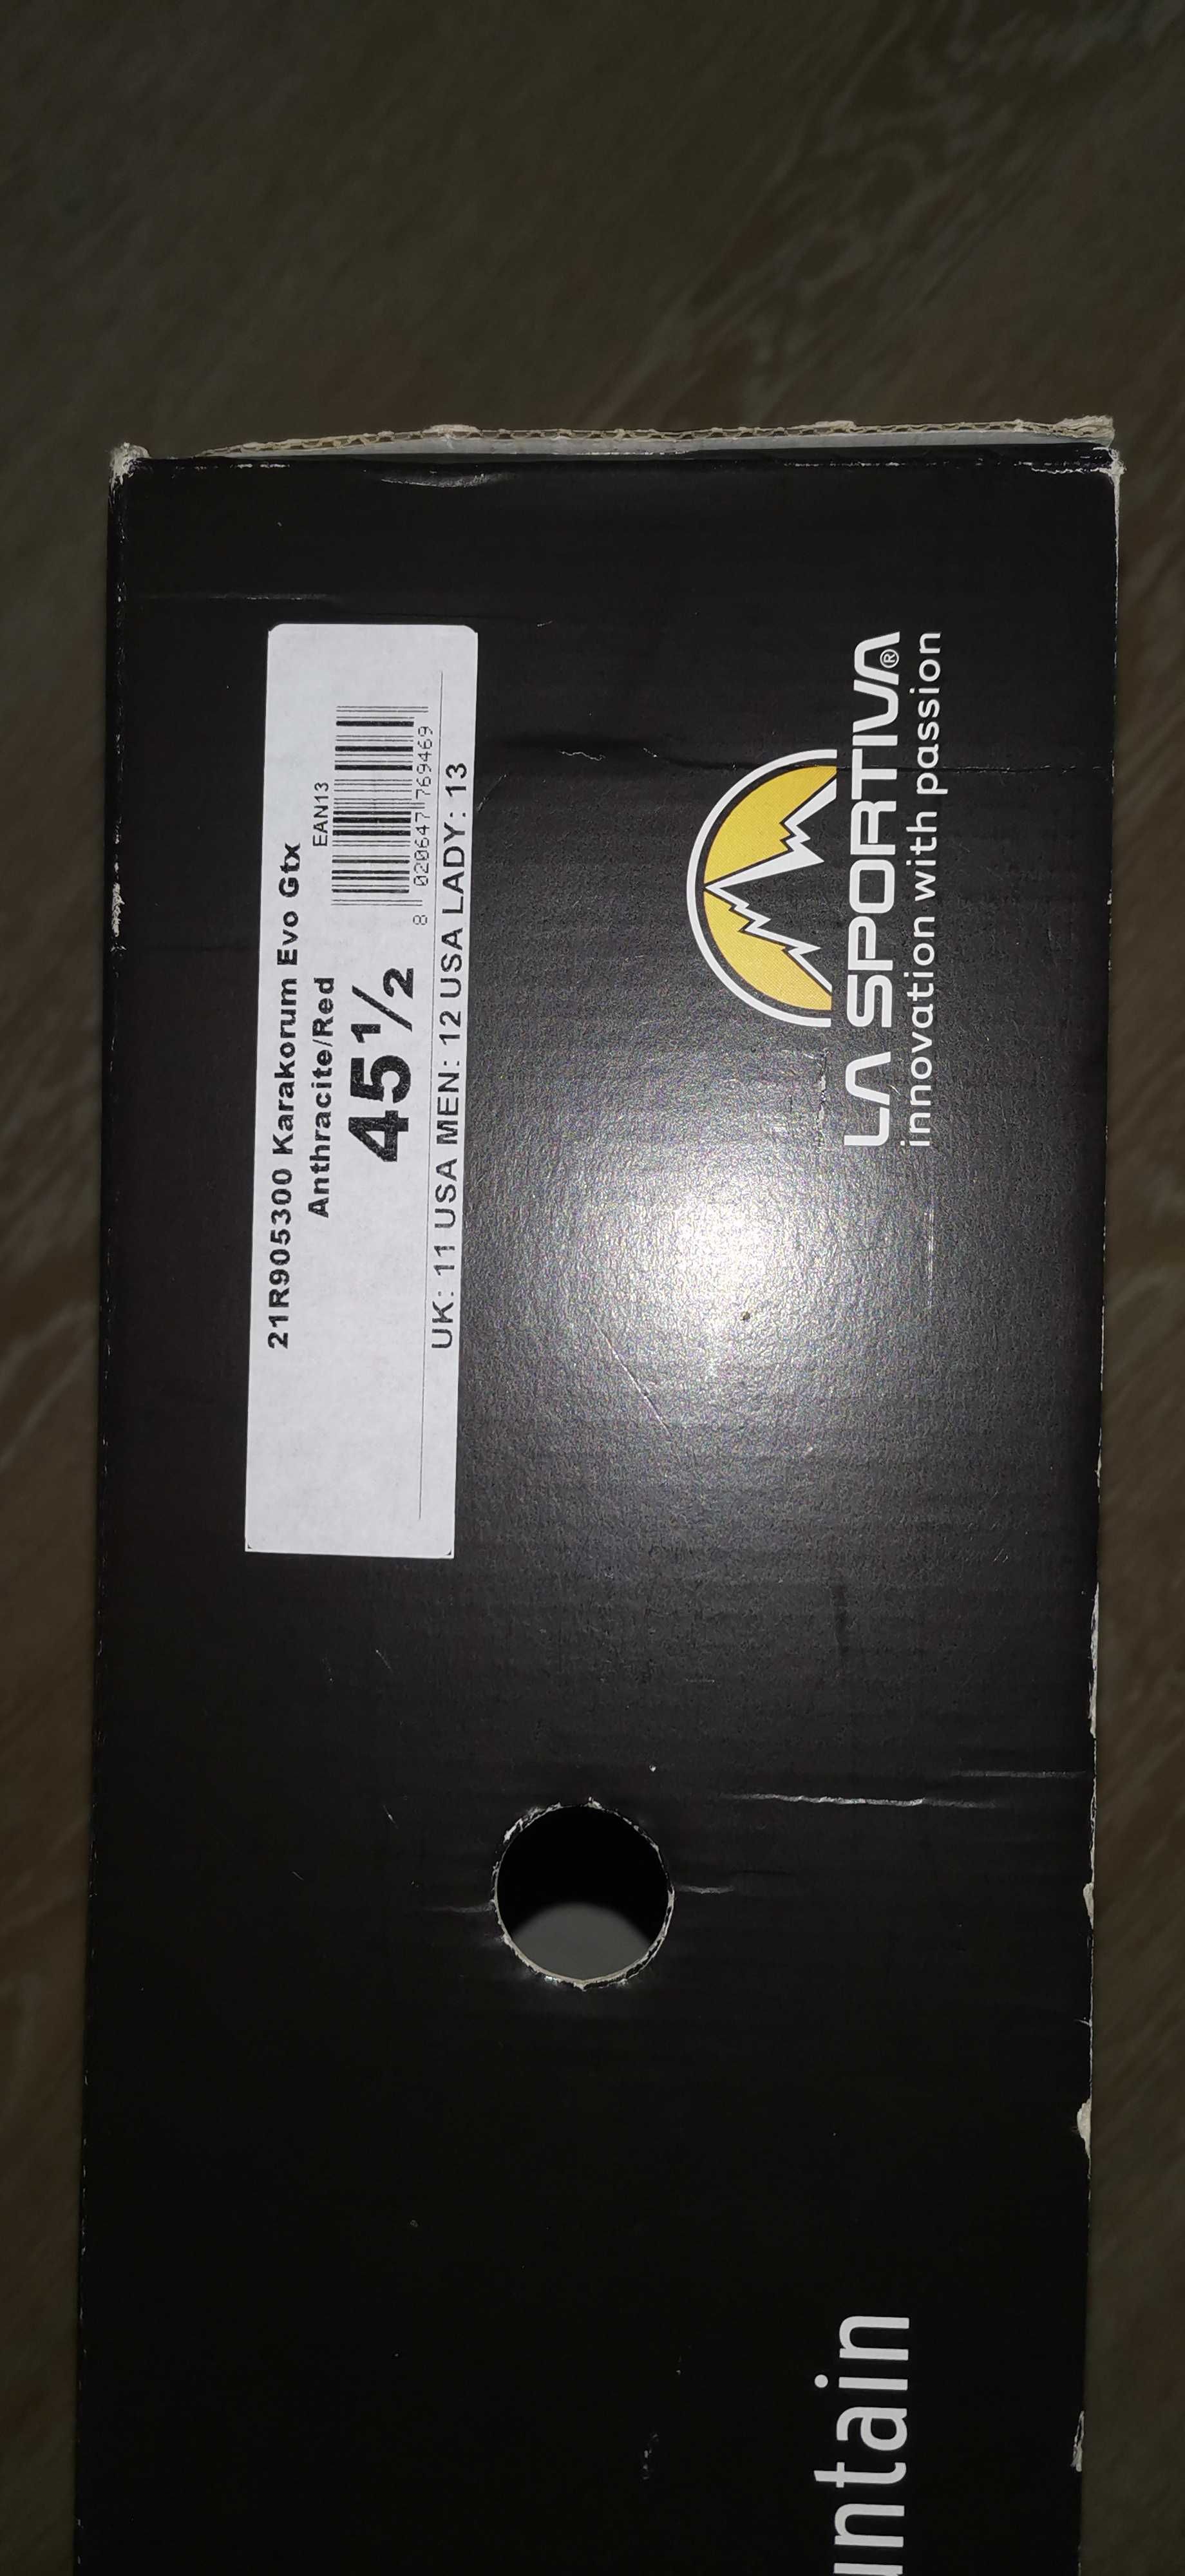 21R905300 Karakorum Evo Gtx
Anthracite/Red
EAN13
45½
8 020647 769469
UK: 11 USA MEN: 12 USA LADY: 13
LA SPORTIVA®
innovation with passion
untain